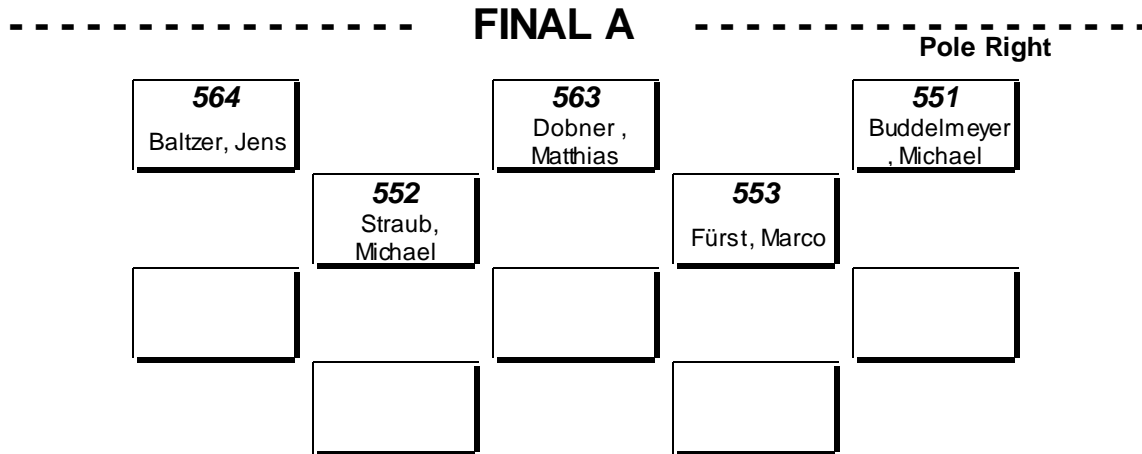 FINAL A
Pole Right
564
Baltzer, Jens
563
Dobner ,
Matthias
551
Buddelmeyer
, Michael
552
Straub,
Michael
553
Fürst, Marco